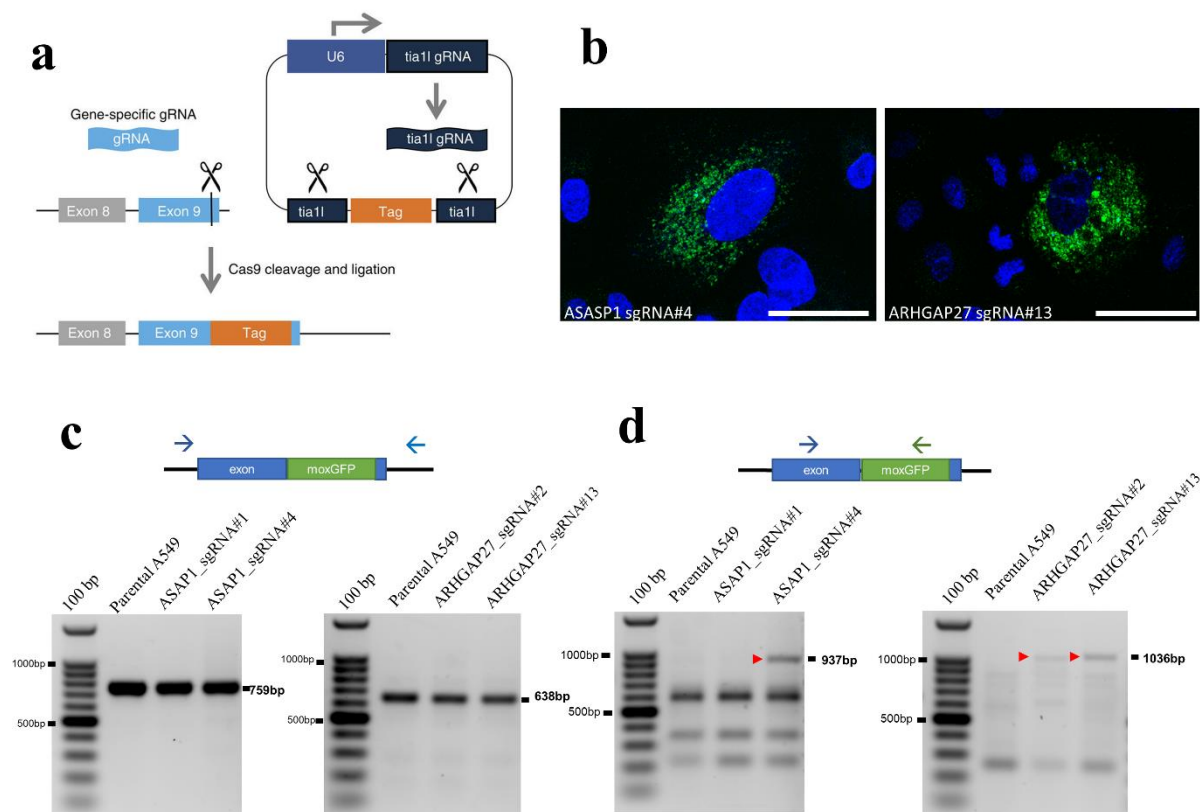 a
U6
tia1l gRNA
Gene-specific gRNA
gRNA
tia1l gRNA
Exon 8
Exon 9
tia1l
Tag
tia1l
Cas9 cleavage and ligation
Exon 8
Exon 9
Tag
b
ASASP1 sgRNA#4
ARHGAP27 sgRNA#13
c
exon
moxGFP
100 bp
Parental A549
ASAP1_sgRNA#1
ASAP1_sgRNA#4
1000bp
500bp
759bp
100 bp
Parental A549
ARHGAP27_sgRNA#2
ARHGAP27_sgRNA#13
1000bp
500bp
638bp
d
exon
moxGFP
100 bp
Parental A549
ASAP1_sgRNA#1
ASAP1_sgRNA#4
1000bp
500bp
937bp
100 bp
Parental A549
ARHGAP27_sgRNA#2
ARHGAP27_sgRNA#13
1000bp
500bp
1036bp